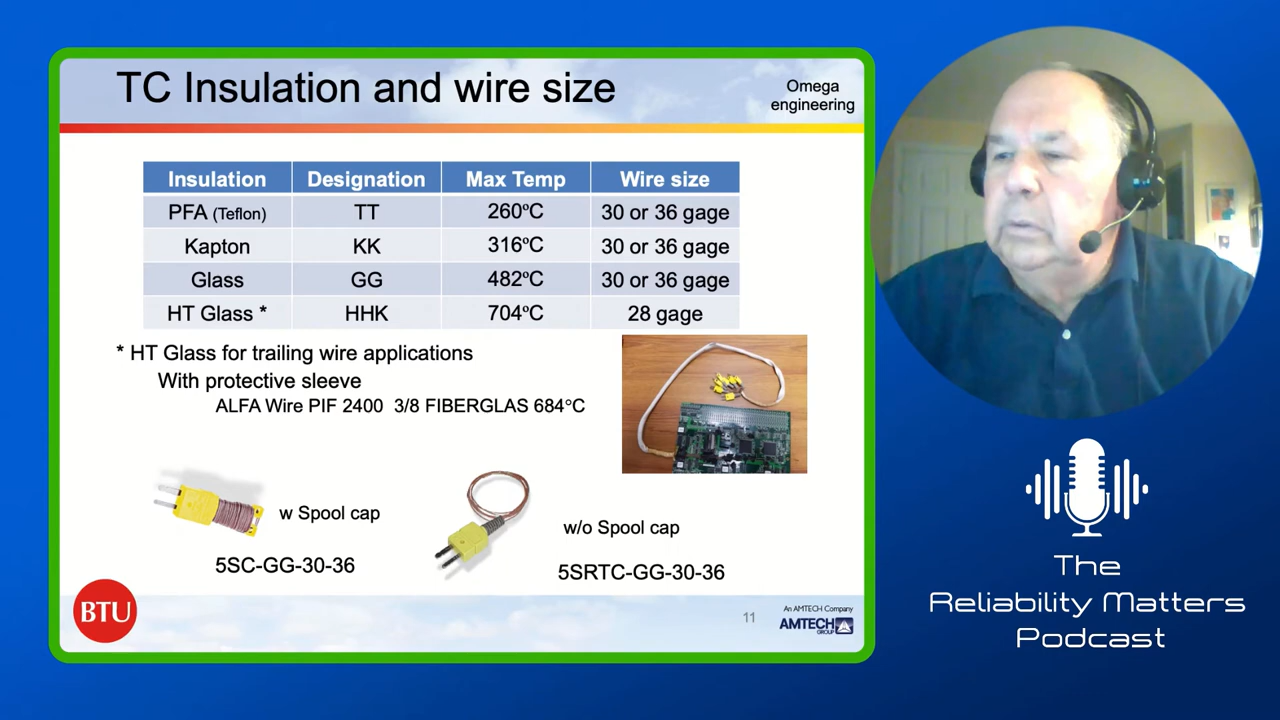 TC Insulation and wire size
Omega
engineering
Insulation Designation Max Temp Wire size
PFA (Teflon) TT 260ºC 30 or 36 gage
Kapton KK 316ºC 30 or 36 gage
Glass GG 482ºC 30 or 36 gage
HT Glass * HHK 704ºC 28 gage
* HT Glass for trailing wire applications
With protective sleeve
ALFA Wire PIF 2400 3/8 FIBERGLAS 684°C
w Spool cap
5SC-GG-30-36
w/o Spool cap
5SRTC-GG-30-36
BTU
11
An AMTECH Company
AMTECH
GROUP
The
Reliability Matters
Podcast